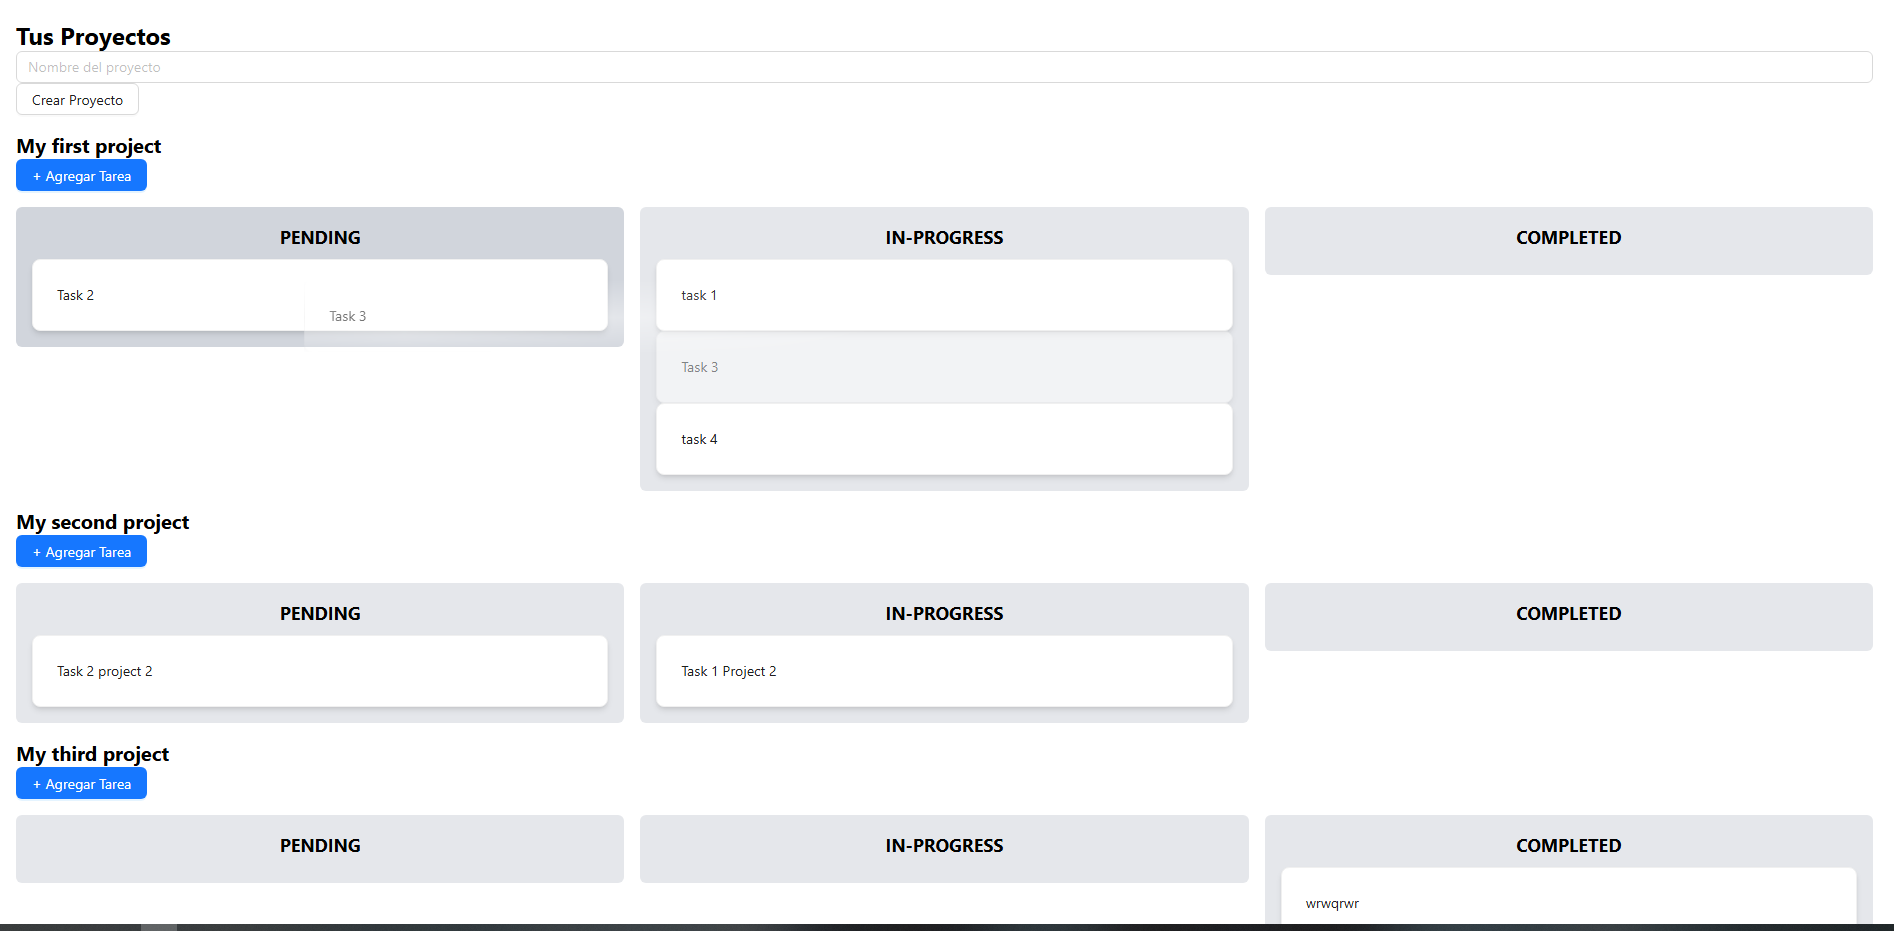 Tus Proyectos
Nombre del proyecto
Crear Proyecto
My first project
+ Agregar Tarea
PENDING
Task 2
Task 3
IN-PROGRESS
task 1
Task 3
task 4
COMPLETED
My second project
+ Agregar Tarea
PENDING
Task 2 project 2
IN-PROGRESS
Task 1 Project 2
COMPLETED
My third project
+ Agregar Tarea
PENDING
IN-PROGRESS
COMPLETED
wrwqrwr